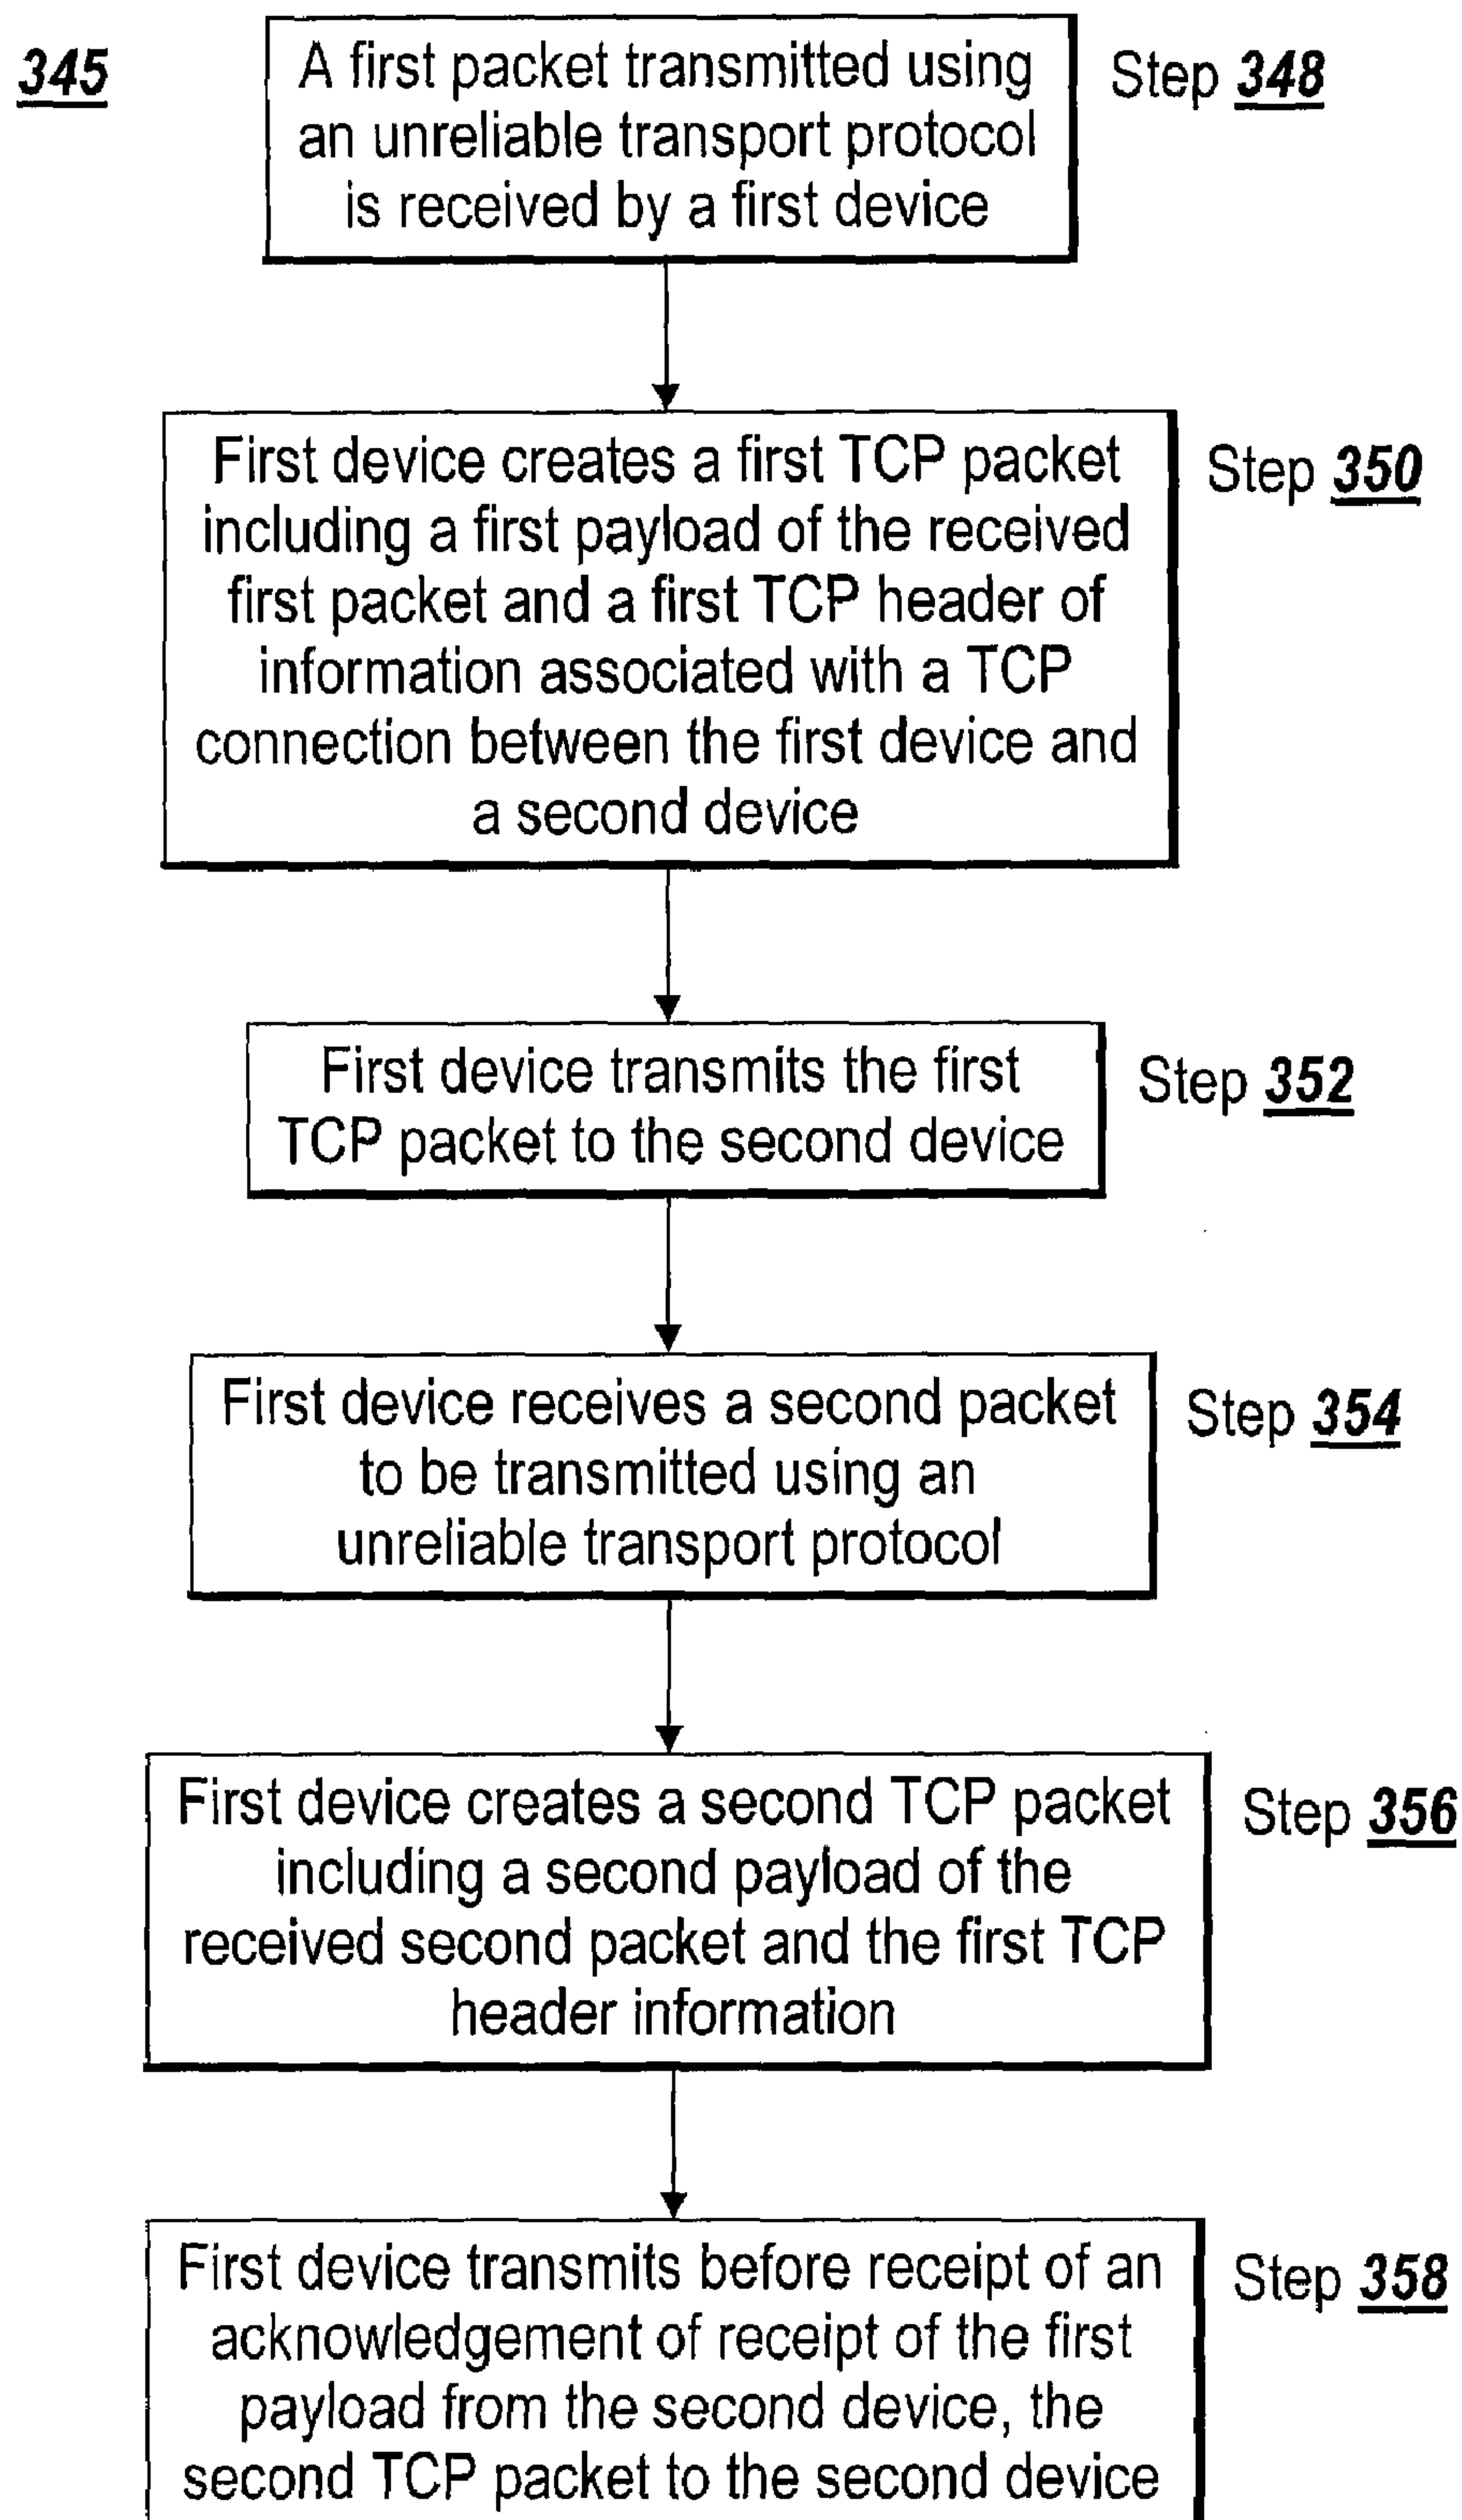 345
A first packet transmitted using
an unreliable transport protocol
is received by a first device
Step 348
First device creates a first TCP packet
including a first payload of the received
first packet and a first TCP header of
information associated with a TCP
connection between the first device and
a second device
Step 350
First device transmits the first
TCP packet to the second device
Step 352
First device receives a second packet
to be transmitted using an
unreliable transport protocol
Step 354
First device creates a second TCP packet
including a second payload of the
received second packet and the first TCP
header information
Step 356
First device transmits before receipt of an
acknowledgement of receipt of the first
payload from the second device, the
second TCP packet to the second device
Step 358